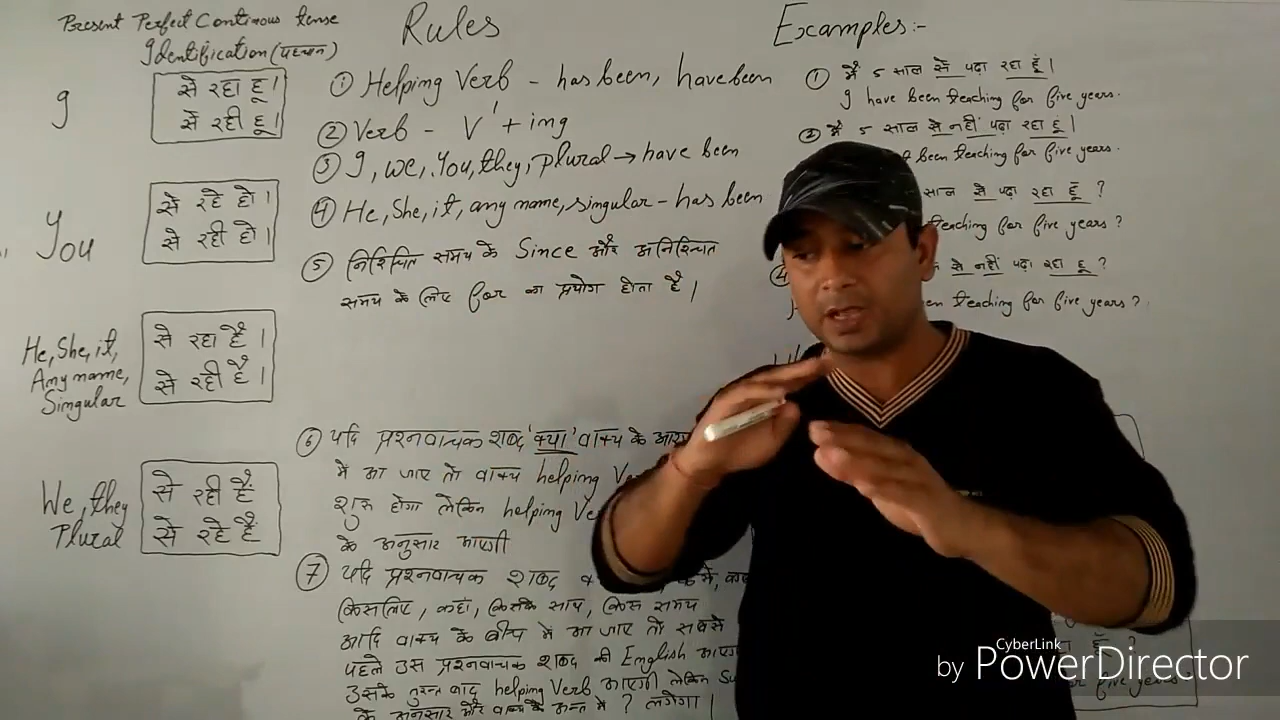 Present Perfect Continous tense
Identification (पहचान)
I
से रहा हू।
से रही हू।
You
से रहे हो।
से रही हो।
He, She, it,
Any name,
Singular
से रहा है।
से रही है।
We, they
Plural
से रही हैं
से रहे हैं
Rules
① Helping Verb - has been, have been
② Verb - V¹ + ing
③ I, we, You, they, plural → have been
④ He, She, it, any name, singular - has been
⑤ निश्चित समय के Since और अनिश्चित
समय के लिए for का प्रयोग होता है।
⑥ यदि प्रश्नवाचक शब्द 'क्या' वाक्य के
में आ जाए तो वाक्य helping
शुरू होगा लेकिन helping
के अनुसार आएगी
⑦ यदि प्रश्नवाचक शब्द
किसलिए, कहां, किसके साथ, किस समय
आदि वाक्य के बीच में आ जाए तो सबसे
पहले उस प्रश्नवाचक शब्द की English
उसके तुरन्त बाद helping Verb आएगी लेकिन
के अनुसार और वाक्य के अन्त में ? लगेगा।
Examples:-
① मैं 5 साल से पढ़ा रहा हूं।
I have been teaching for five years.
② मैं 5 साल से नहीं पढ़ा रहा हूं।
been teaching for five years.
साल से पढ़ा रहा हूँ ?
teaching for five years ?
④ से नहीं पढ़ा रहा हू ?
teaching for five years ?
हूँ ?
for five years
CyberLink
by PowerDirector